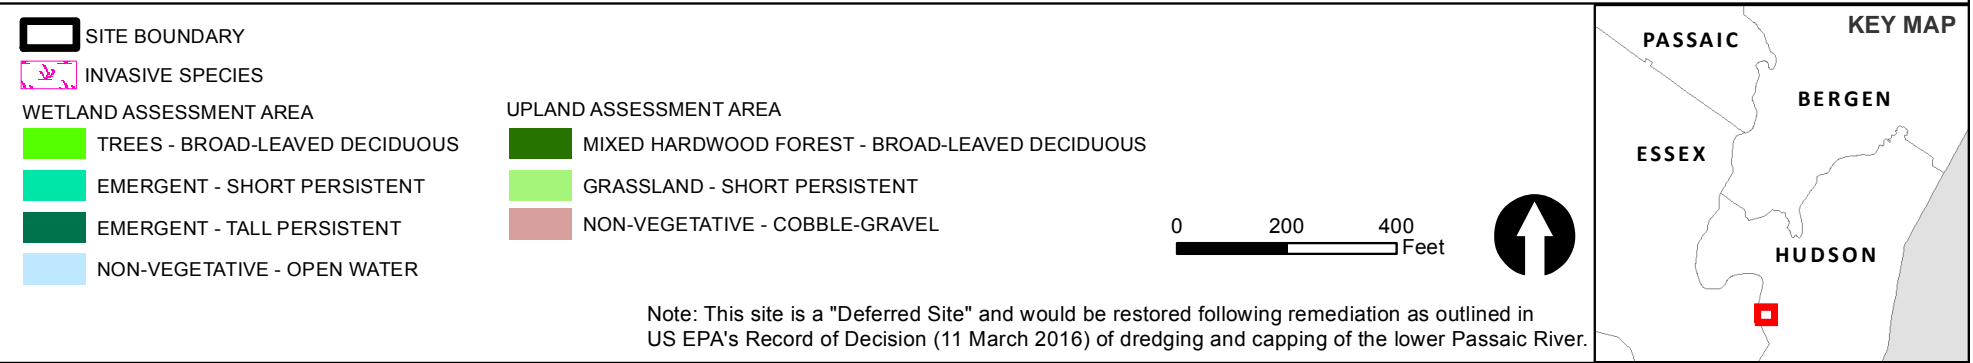 SITE BOUNDARY
INVASIVE SPECIES
WETLAND ASSESSMENT AREA
TREES - BROAD-LEAVED DECIDUOUS
EMERGENT - SHORT PERSISTENT
EMERGENT - TALL PERSISTENT
NON-VEGETATIVE - OPEN WATER
UPLAND ASSESSMENT AREA
MIXED HARDWOOD FOREST - BROAD-LEAVED DECIDUOUS
GRASSLAND - SHORT PERSISTENT
NON-VEGETATIVE - COBBLE-GRAVEL
0 200 400
Feet
Note: This site is a "Deferred Site" and would be restored following remediation as outlined in
US EPA's Record of Decision (11 March 2016) of dredging and capping of the lower Passaic River.
KEY MAP
PASSAIC
BERGEN
ESSEX
HUDSON